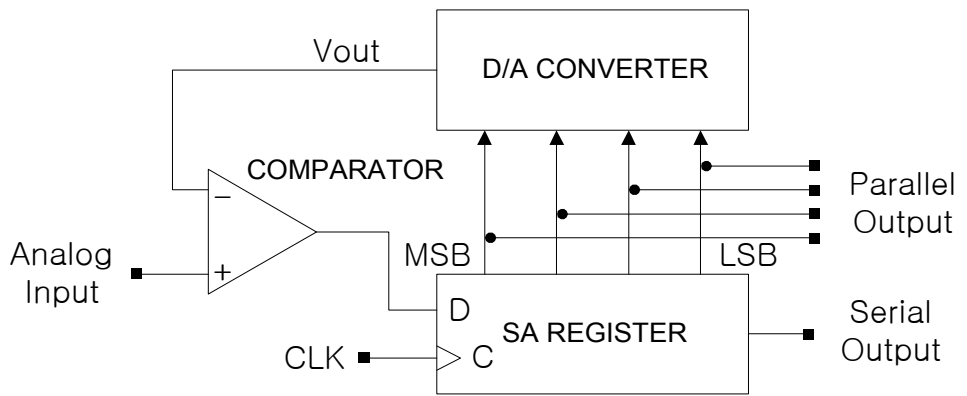 Vout
D/A CONVERTER
COMPARATOR
−
+
Analog
Input
MSB
LSB
Parallel
Output
D
SA REGISTER
CLK
C
Serial
Output